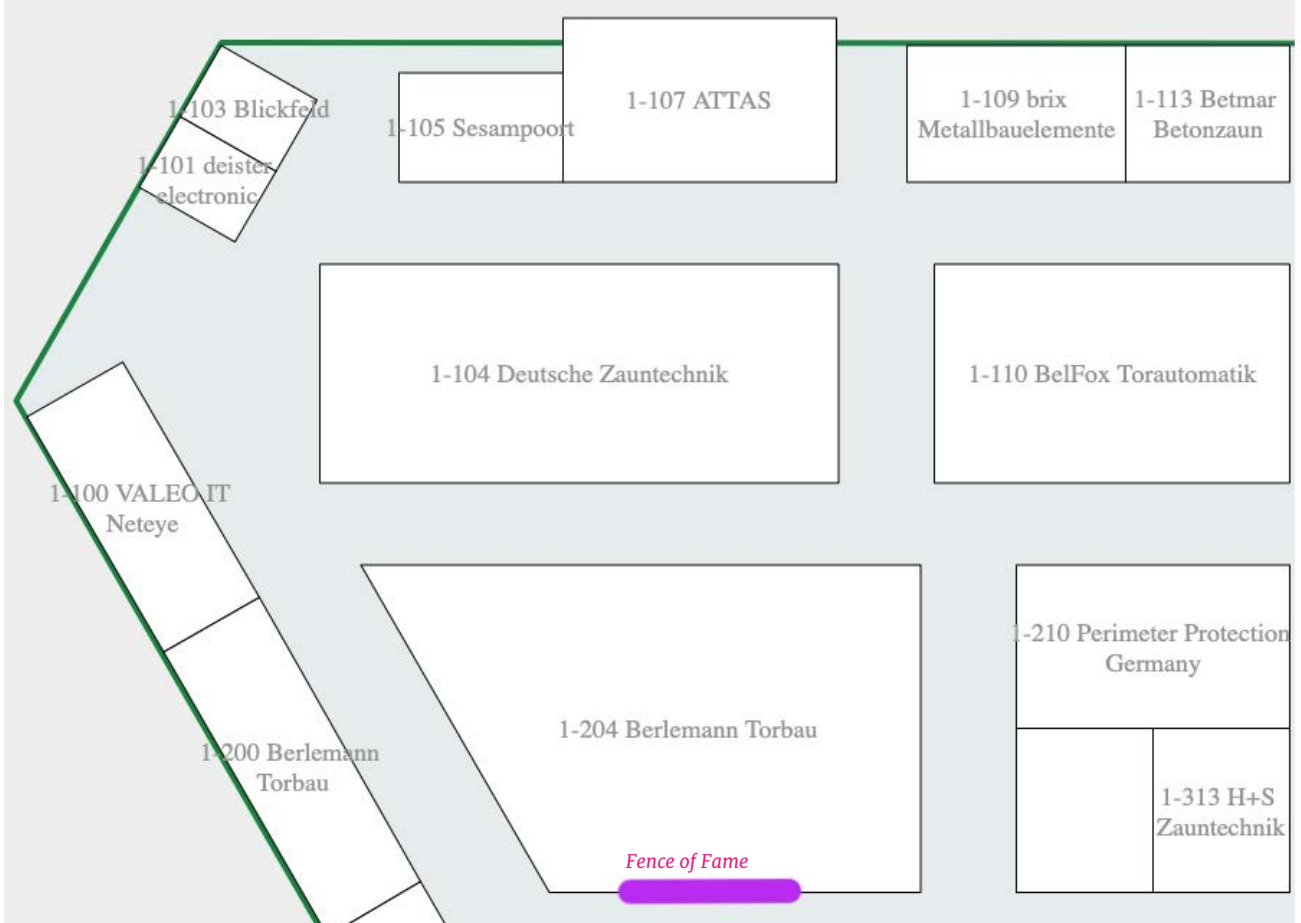 1-103 Blickfeld
1-101 deister
electronic
1-105 Sesampoort
1-107 ATTAS
1-109 brix
Metallbauelemente
1-113 Betmar
Betonzaun
1-104 Deutsche Zauntechnik
1-110 BelFox Torautomatik
1-100 VALEO IT
Neteye
1-200 Berlemann
Torbau
1-204 Berlemann Torbau
1-210 Perimeter Protection
Germany
1-313 H+S
Zauntechnik
Fence of Fame